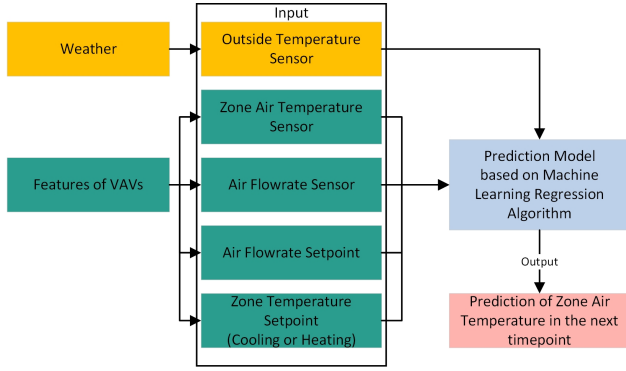 Input
Weather
Outside Temperature
Sensor
Zone Air Temperature
Sensor
Features of VAVs
Air Flowrate Sensor
Air Flowrate Setpoint
Zone Temperature
Setpoint
(Cooling or Heating)
Prediction Model
based on Machine
Learning Regression
Algorithm
Output
Prediction of Zone Air
Temperature in the next
timepoint